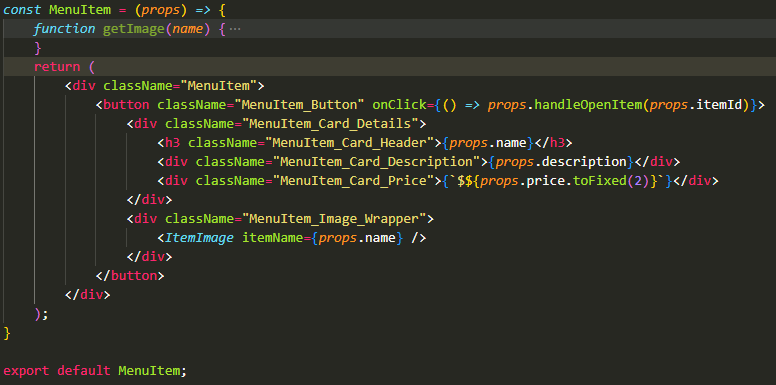 const MenuItem = (props) => {
    function getImage(name) {⋯
    }
    return (
        <div className="MenuItem">
            <button className="MenuItem_Button" onClick={() => props.handleOpenItem(props.itemId)}>
                <div className="MenuItem_Card_Details">
                    <h3 className="MenuItem_Card_Header">{props.name}</h3>
                    <div className="MenuItem_Card_Description">{props.description}</div>
                    <div className="MenuItem_Card_Price">{`$${props.price.toFixed(2)}`}</div>
                </div>
                <div className="MenuItem_Image_Wrapper">
                    <ItemImage itemName={props.name} />
                </div>
            </button>
        </div>
    );
}

export default MenuItem;